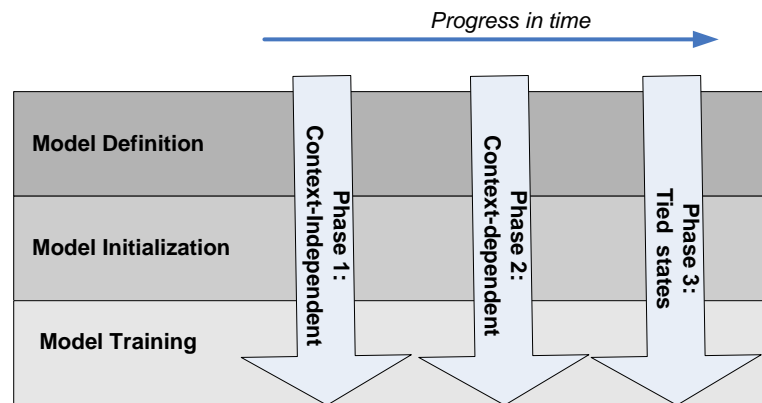 Progress in time
Model Definition
Model Initialization
Model Training
Phase 1:
Context-Independent
Phase 2:
Context-dependent
Phase 3:
Tied states